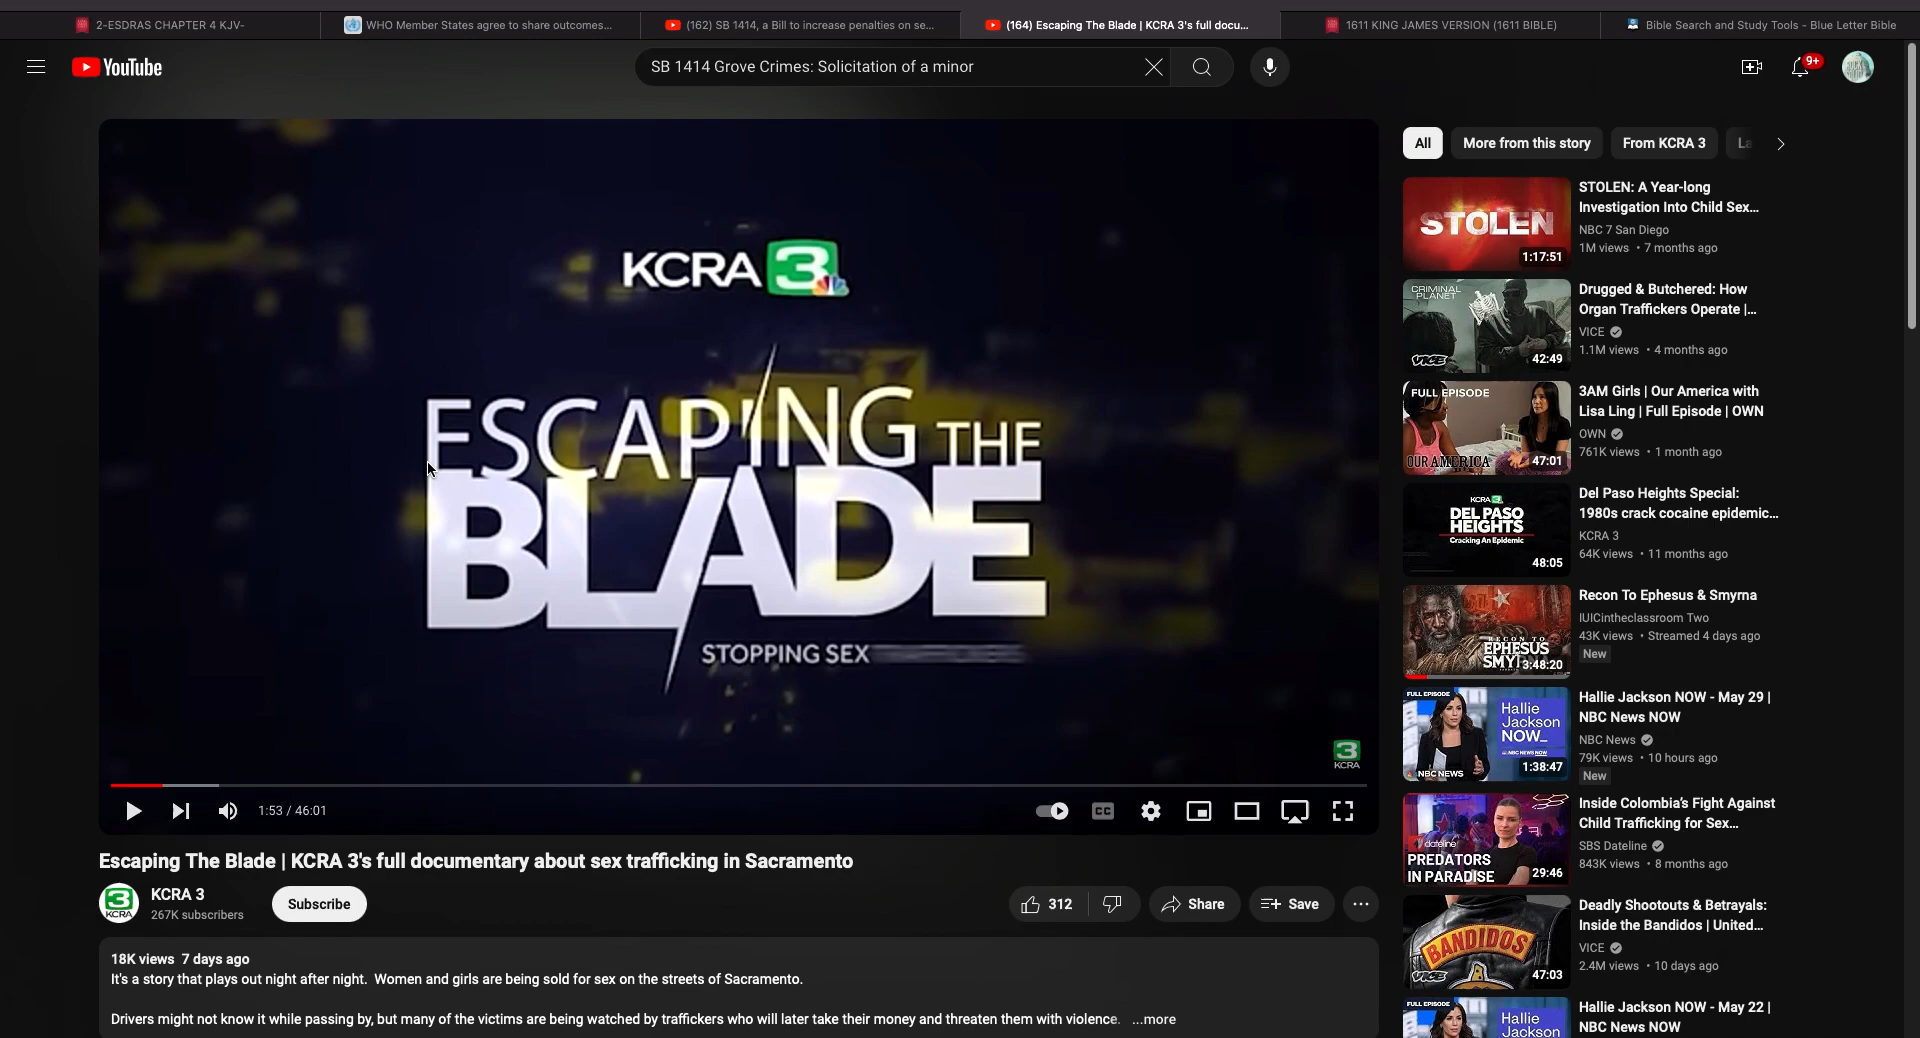 2-ESDRAS CHAPTER 4 KJV-
WHO Member States agree to share outcomes...
(162) SB 1414, a Bill to increase penalties on se...
(164) Escaping The Blade | KCRA 3's full docu...
1611 KING JAMES VERSION (1611 BIBLE)
Bible Search and Study Tools - Blue Letter Bible
YouTube
SB 1414 Grove Crimes: Solicitation of a minor
9+
KCRA 3
ESCAPING THE
BLADE
STOPPING SEX
3
KCRA
1:53 / 46:01
CC
Escaping The Blade | KCRA 3's full documentary about sex trafficking in Sacramento
3
KCRA
KCRA 3
267K subscribers
Subscribe
312
Share
Save
18K views 7 days ago
It's a story that plays out night after night. Women and girls are being sold for sex on the streets of Sacramento.
Drivers might not know it while passing by, but many of the victims are being watched by traffickers who will later take their money and threaten them with violence. ...more
All
More from this story
From KCRA 3
La
STOLEN
1:17:51
STOLEN: A Year-long
Investigation Into Child Sex...
NBC 7 San Diego
1M views • 7 months ago
CRIMINAL
PLANET
VICE
42:49
Drugged & Butchered: How
Organ Traffickers Operate |...
VICE
1.1M views • 4 months ago
FULL EPISODE
OUR AMERICA
47:01
3AM Girls | Our America with
Lisa Ling | Full Episode | OWN
OWN
761K views • 1 month ago
KCRA 3
DEL PASO
HEIGHTS
Cracking An Epidemic
48:05
Del Paso Heights Special:
1980s crack cocaine epidemic...
KCRA 3
64K views • 11 months ago
RECON TO
EPHESUS
3:48:20
Recon To Ephesus & Smyrna
IUICintheclassroom Two
43K views • Streamed 4 days ago
New
FULL EPISODE
Hallie
Jackson
NOW_
NBC NEWS NOW
NBC NEWS
1:38:47
Hallie Jackson NOW - May 29 |
NBC News NOW
NBC News
79K views • 10 hours ago
New
dateline
PREDATORS
IN PARADISE
29:46
Inside Colombia's Fight Against
Child Trafficking for Sex...
SBS Dateline
843K views • 8 months ago
BANDIDOS
VICE
47:03
Deadly Shootouts & Betrayals:
Inside the Bandidos | United...
VICE
2.4M views • 10 days ago
FULL EPISODE
Hallie
Jackson
Hallie Jackson NOW - May 22 |
NBC News NOW